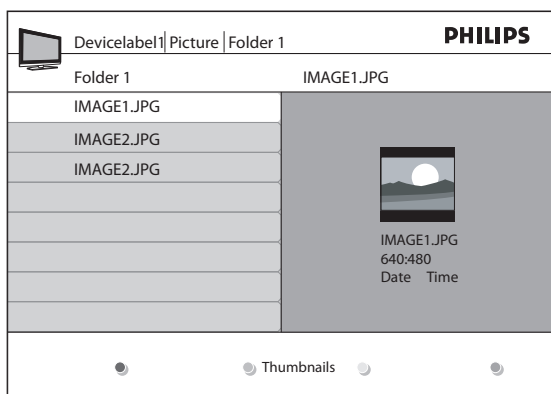 Devicelabel1 Picture Folder 1 PHILIPS
Folder 1 IMAGE1.JPG
IMAGE1.JPG
IMAGE2.JPG
IMAGE2.JPG
IMAGE1.JPG
640:480
Date Time
Thumbnails